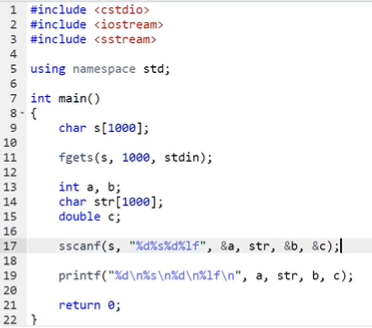 1 #include <cstdio>
2 #include <iostream>
3 #include <sstream>
4
5 using namespace std;
6
7 int main()
8 {
9     char s[1000];
10
11     fgets(s, 1000, stdin);
12
13     int a, b;
14     char str[1000];
15     double c;
16
17     sscanf(s, "%d%s%d%lf", &a, str, &b, &c);
18
19     printf("%d\n%s\n%d\n%lf\n", a, str, b, c);
20
21     return 0;
22 }